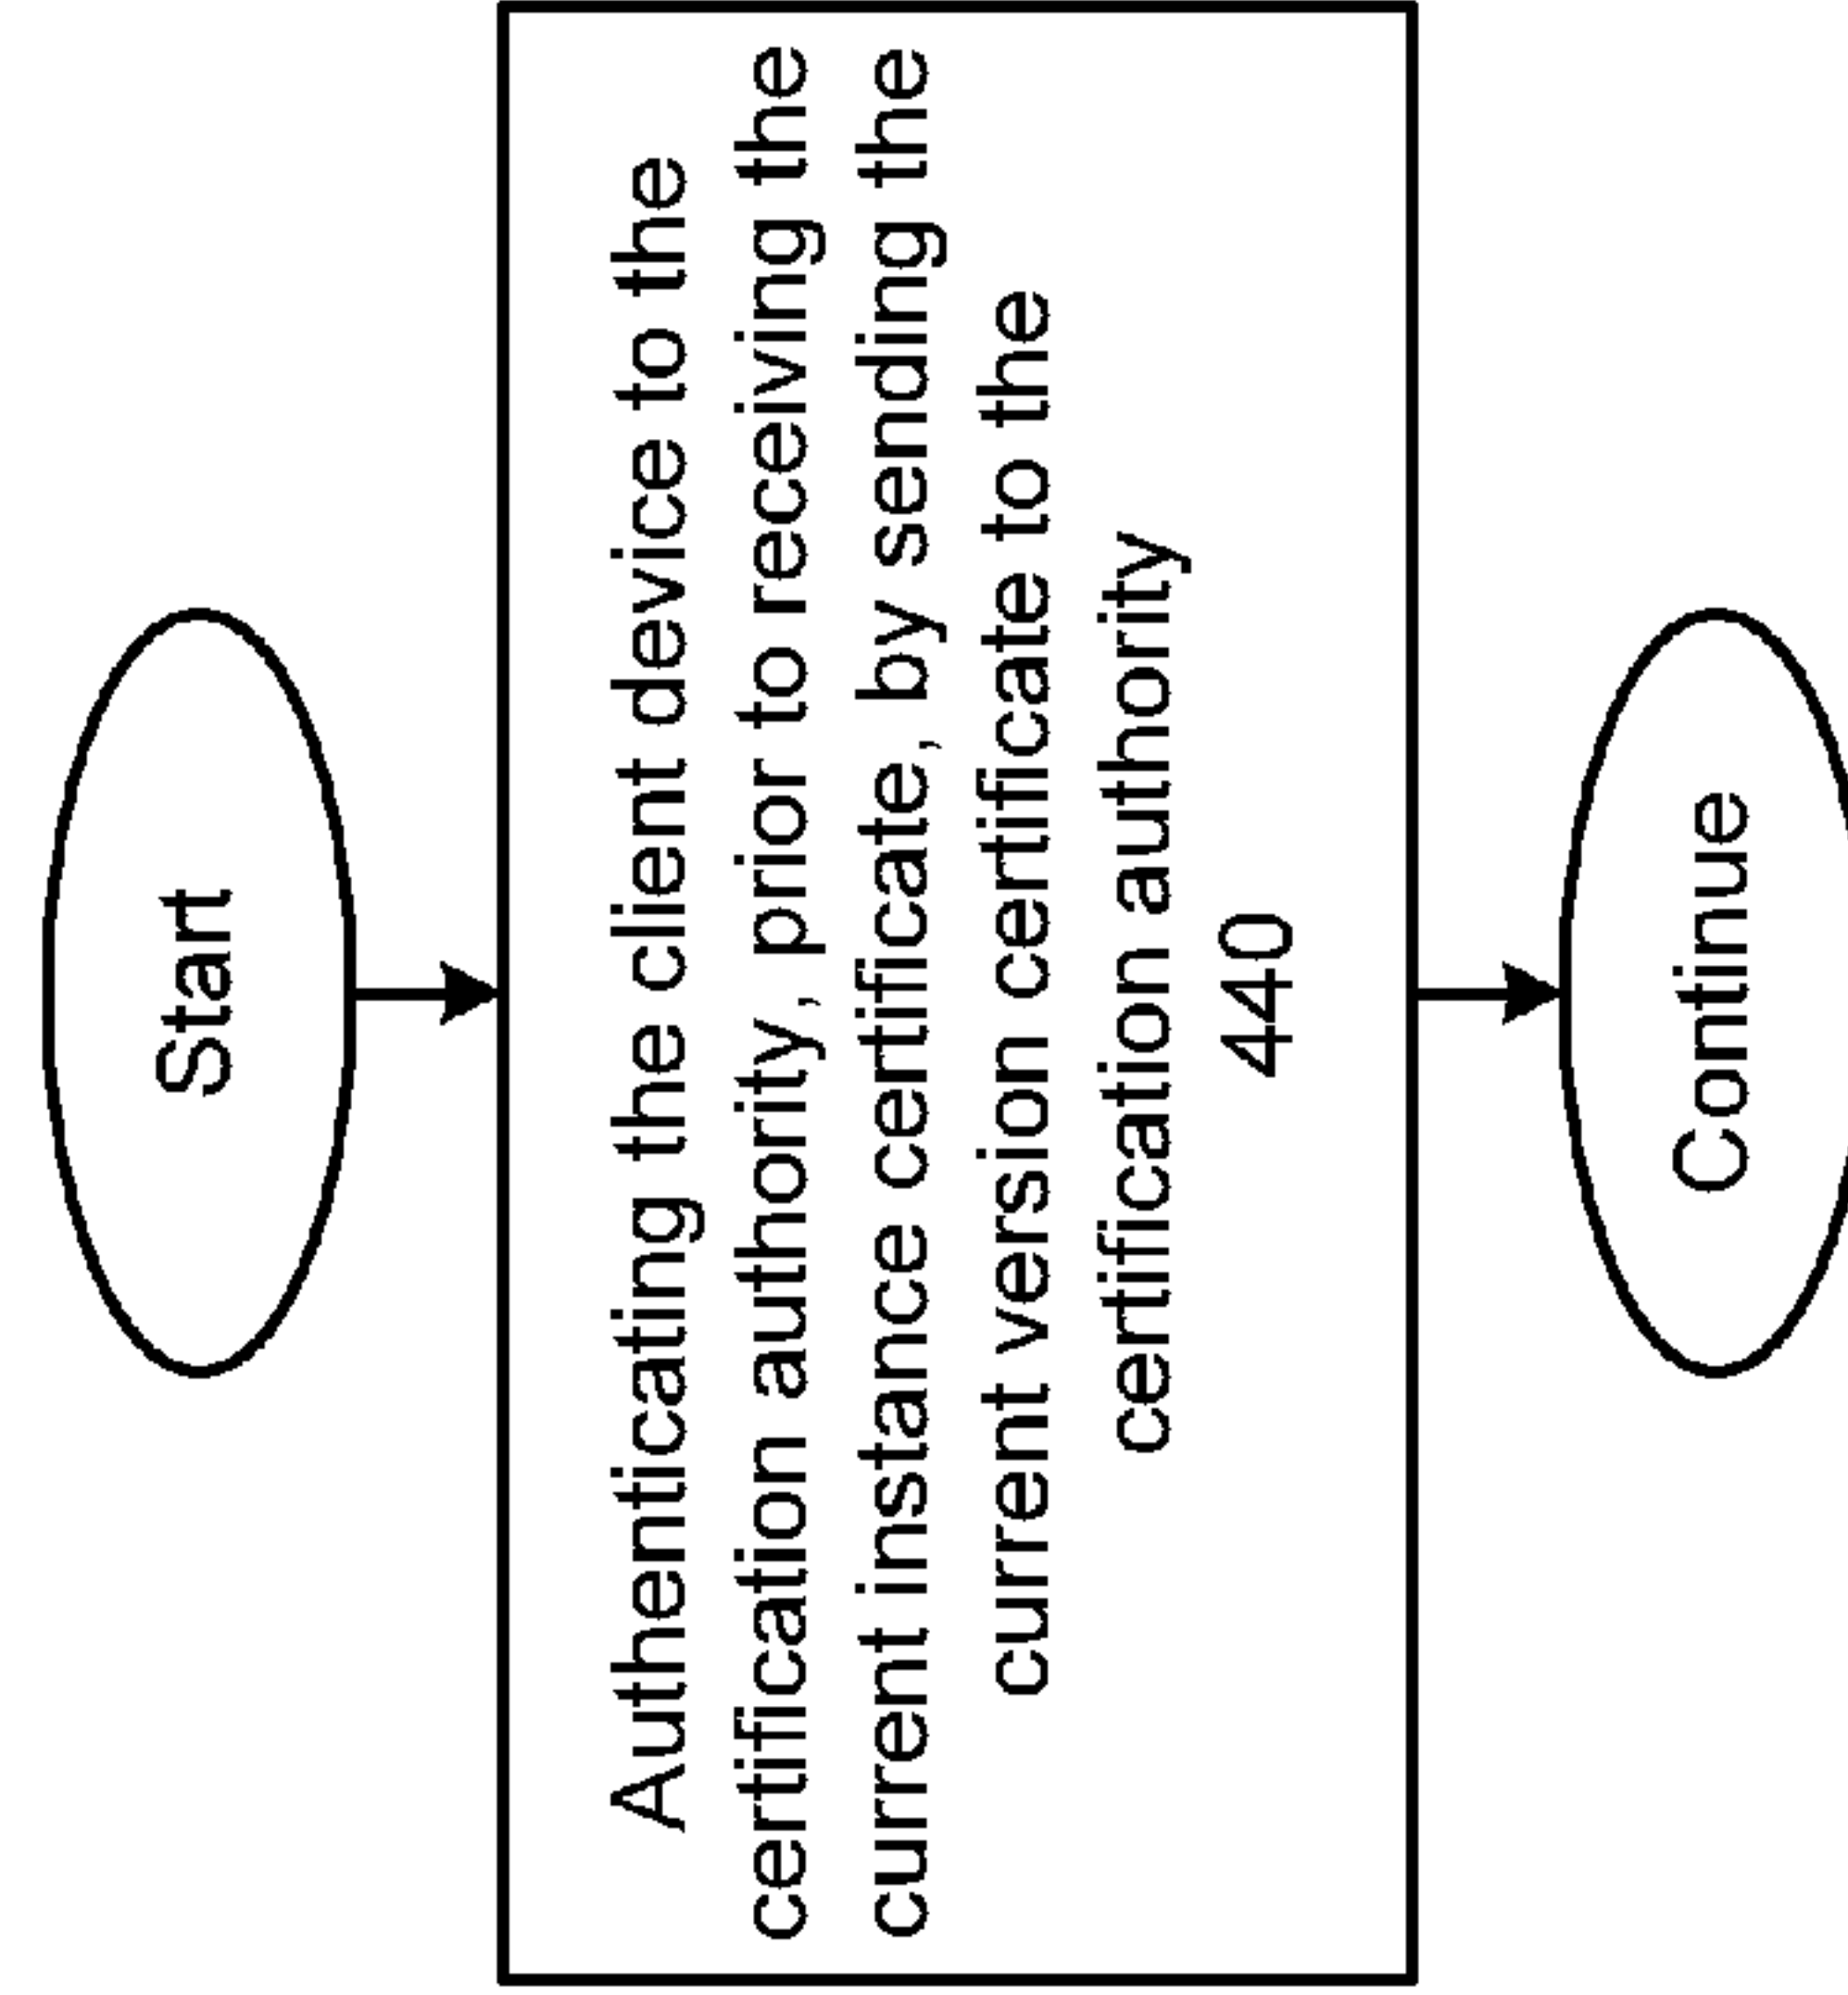 Start
Authenticating the client device to the
certification authority, prior to receiving the
current instance certificate, by sending the
current version certificate to the
certification authority
440
Continue